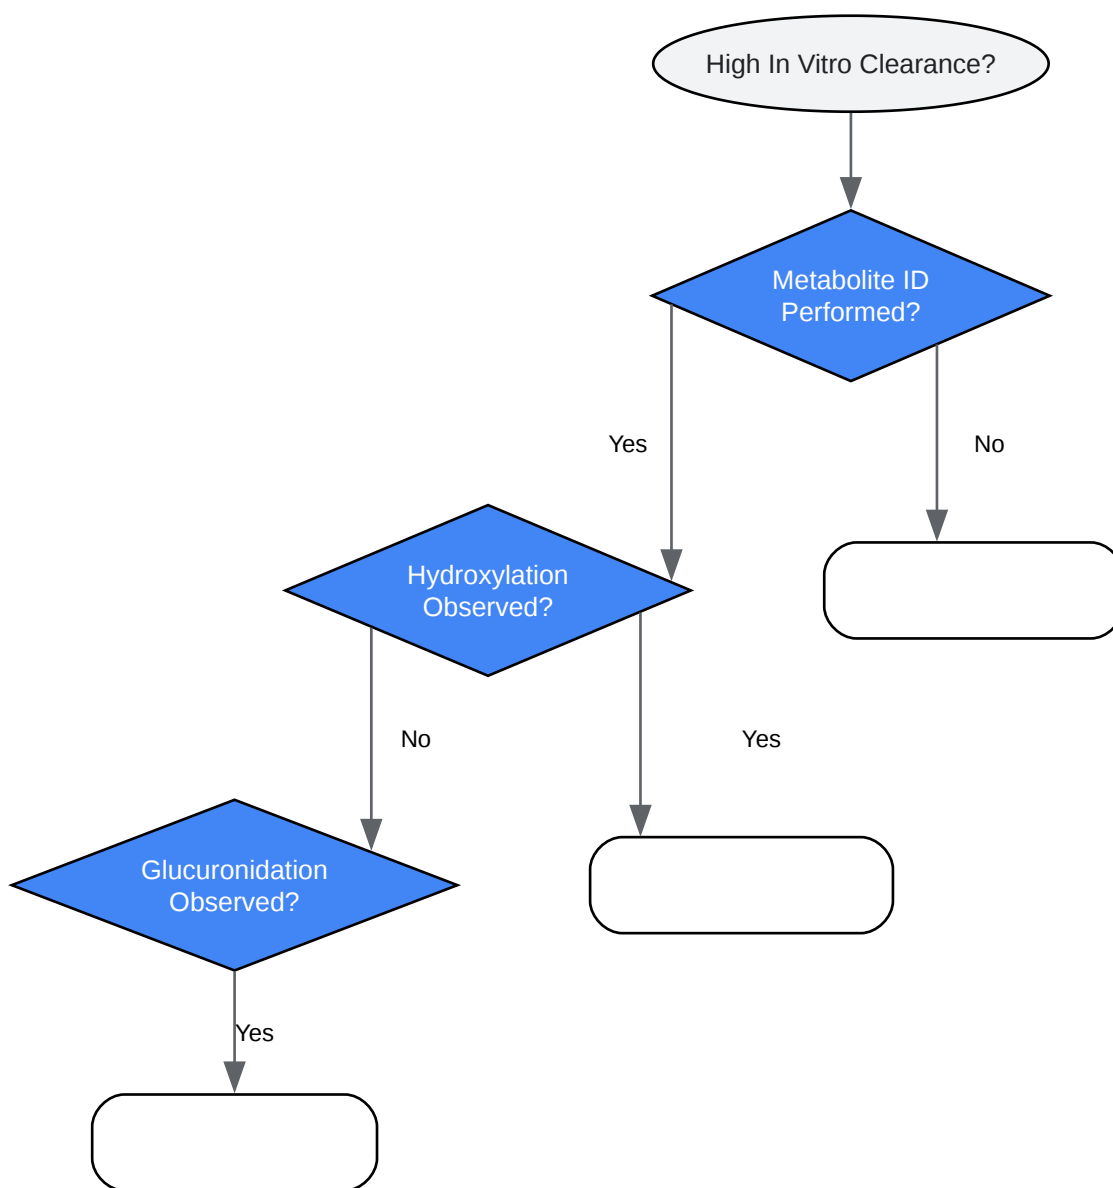 High In Vitro Clearance?
Metabolite ID
Performed?
Yes
No
Hydroxylation
Observed?
No
Yes
Glucuronidation
Observed?
Yes